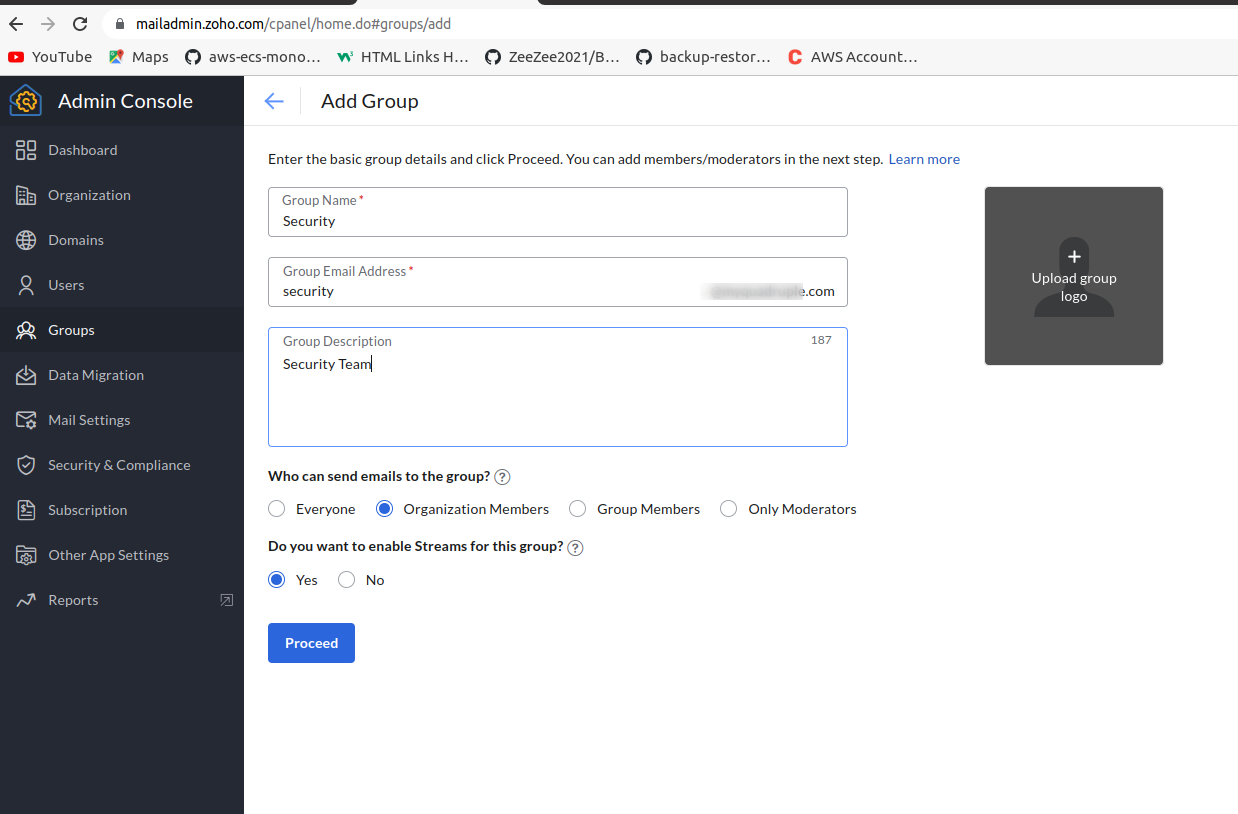 mailadmin.zoho.com/cpanel/home.do#groups/add
YouTube Maps aws-ecs-mono... HTML Links H... ZeeZee2021/B... backup-restor... AWS Account...
Admin Console
Dashboard
Organization
Domains
Users
Groups
Data Migration
Mail Settings
Security & Compliance
Subscription
Other App Settings
Reports
Add Group
Enter the basic group details and click Proceed. You can add members/moderators in the next step. Learn more
Group Name *
Security
Group Email Address *
security .com
Group Description 187
Security Team
+
Upload group
logo
Who can send emails to the group? ?
Everyone Organization Members Group Members Only Moderators
Do you want to enable Streams for this group? ?
Yes No
Proceed